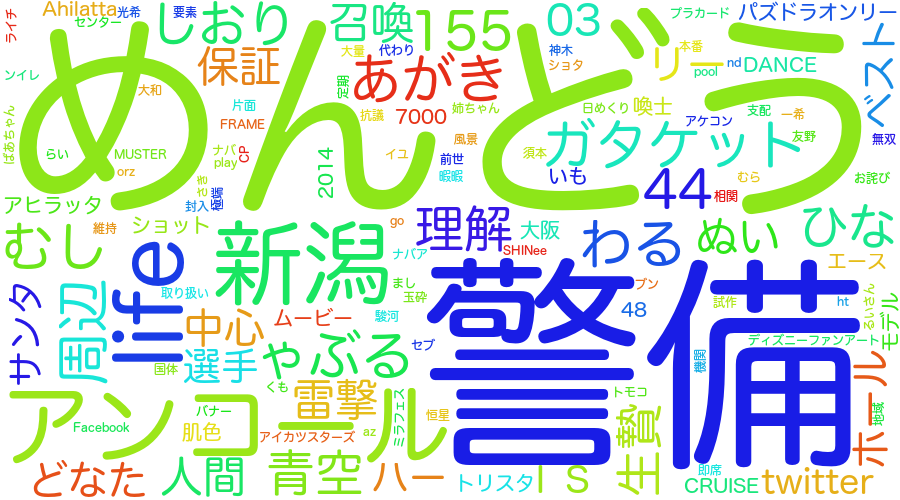 ライチ
Ahilatta
光希
要素
センター
しおり
召喚
155
03
プラカード
パズドラオンリー
めんどう
保証
大量
代わり
あがき
神木
ショタ
リー
本番
pool
nd
DANCE
ベスト
ンイレ
大和
片面
定期
抗議
7000
姉ちゃん
日めくり
喚士
支配
一希
ばあちゃん
FRAME
風景
ガタケット
アケコン
友野
無双
らい
MUSTER
ナバ
play
CP
イユ
前世
須本
orz
2014
暇暇
いも
44
相関
むら
お詫び
アヒラッタ
維持
封入
ショット
go
理解
大阪
わる
ぬい
ひな
むし
life
新潟
ナバア
SHINee
エース
サンタ
周辺
取り扱い
まし
玉砕
警備
ブン
48
試作
ht
るいさん
モデル
中心
ムービー
駿河
セブ
ディズニーファンアート
国体
選手
ゃぶる
機関
ホール
アンコール
くも
雷撃
ミラフェス
トモコ
バナー
恒星
地域
Facebook
肌色
アイカツスターズ
az
生贄
どなた
人間
青空
ハー
トリスタ
IS
即席
CRUISE
twitter